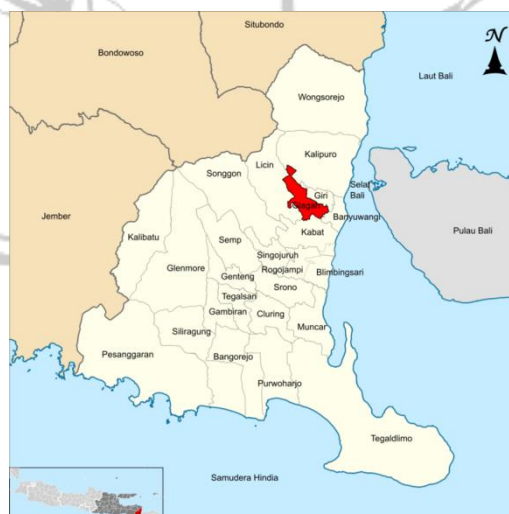 Situbondo
N
Bondowoso
Laut Bali
Wongsorejo
Kalipuro
Licin
Songgon
Selat
Bali
Giri
Glagah
Jember
Banyuwangi
Kabat
Pulau Bali
Kalibatu
Semp
Singojuruh
Glenmore
Rogojampi
Blimbingsari
Genteng
Srono
Tegalsari
Gambiran
Cluring
Siliragung
Muncar
Pesanggaran
Bangorejo
Purwoharjo
Tegaldlimo
Samudera Hindia